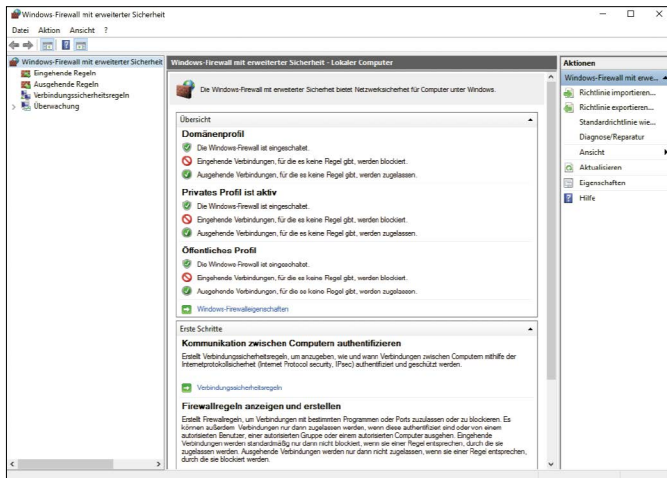 Windows-Firewall mit erweiterter Sicherheit
Datei Aktion Ansicht ?
Windows-Firewall mit erweiterter Sicherheit
Eingehende Regeln
Ausgehende Regeln
Verbindungssicherheitsregeln
Überwachung
Windows-Firewall mit erweiterter Sicherheit - Lokaler Computer
Die Windows-Firewall mit erweiterter Sicherheit bietet Netzwerksicherheit für Computer unter Windows.
Übersicht
Domänenprofil
Die Windows-Firewall ist eingeschaltet.
Eingehende Verbindungen, für die es keine Regel gibt, werden blockiert.
Ausgehende Verbindungen, für die es keine Regel gibt, werden zugelassen.
Privates Profil ist aktiv
Die Windows-Firewall ist eingeschaltet.
Eingehende Verbindungen, für die es keine Regel gibt, werden blockiert.
Ausgehende Verbindungen, für die es keine Regel gibt, werden zugelassen.
Öffentliches Profil
Die Windows-Firewall ist eingeschaltet.
Eingehende Verbindungen, für die es keine Regel gibt, werden blockiert.
Ausgehende Verbindungen, für die es keine Regel gibt, werden zugelassen.
Windows-Firewalleigenschaften
Erste Schritte
Kommunikation zwischen Computern authentifizieren
Erstellt Verbindungssicherheitsregeln, um anzugeben, wie und wann Verbindungen zwischen Computern mithilfe der
Internetprotokollsicherheit (Internet Protocol security, IPsec) authentifiziert und geschützt werden.
Verbindungssicherheitsregeln
Firewallregeln anzeigen und erstellen
Erstellt Firewallregeln, um Verbindungen mit bestimmten Programmen oder Ports zuzulassen oder zu blockieren. Es
können außerdem Verbindungen nur dann zugelassen werden, wenn diese authentifiziert sind oder von einem
autorisierten Benutzer, einer autorisierten Gruppe oder einem autorisierten Computer ausgehen. Eingehende
Verbindungen werden standardmäßig nur dann nicht blockiert, wenn sie einer Regel entsprechen, durch die sie
zugelassen werden. Ausgehende Verbindungen werden nur dann nicht zugelassen, wenn sie einer Regel entsprechen,
durch die sie blockiert werden.
Aktionen
Windows-Firewall mit erwe...
Richtlinie importieren...
Richtlinie exportieren...
Standardrichtlinie wie...
Diagnose/Reparatur
Ansicht
Aktualisieren
Eigenschaften
Hilfe